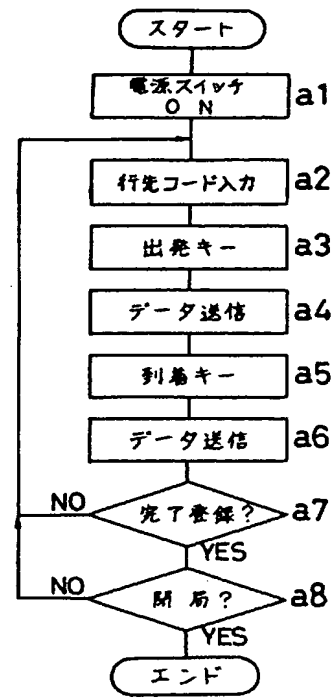 スタート
電源スイッチ
ON
a1
行先コード入力
a2
出発キー
a3
データ送信
a4
到着キー
a5
データ送信
a6
NO
完了登録?
a7
YES
NO
閉局?
a8
YES
エンド